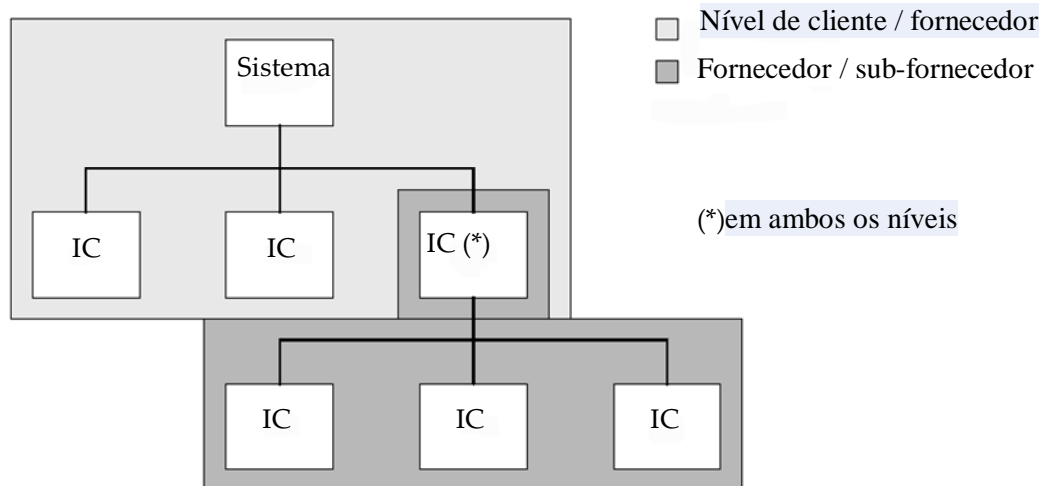 Nível de cliente / fornecedor
Sistema
Fornecedor / sub-fornecedor
IC
IC
IC (*)
(*)em ambos os níveis
IC
IC
IC